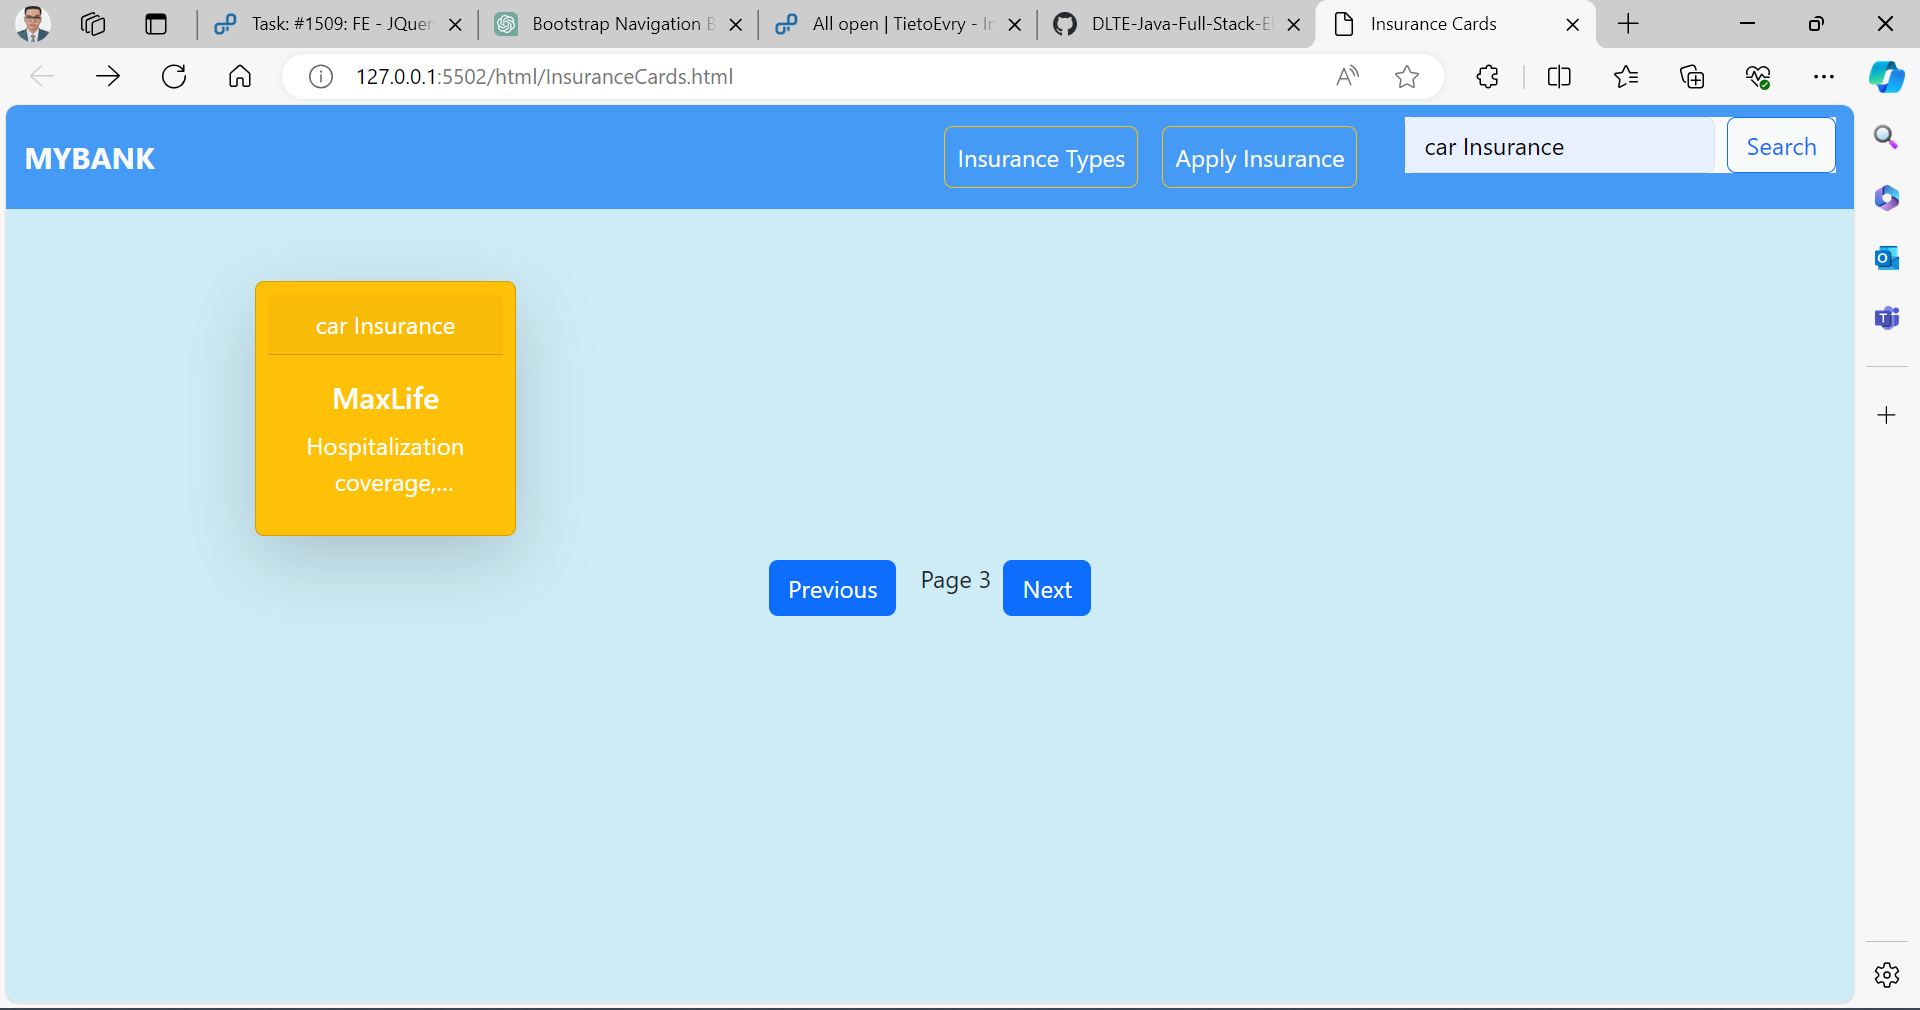 Task: #1509: FE - JQuer
Bootstrap Navigation B
All open | TietoEvry - In
DLTE-Java-Full-Stack-El
Insurance Cards
127.0.0.1:5502/html/InsuranceCards.html
MYBANK
Insurance Types
Apply Insurance
car Insurance
Search
car Insurance
MaxLife
Hospitalization
coverage,...
Previous
Page 3
Next